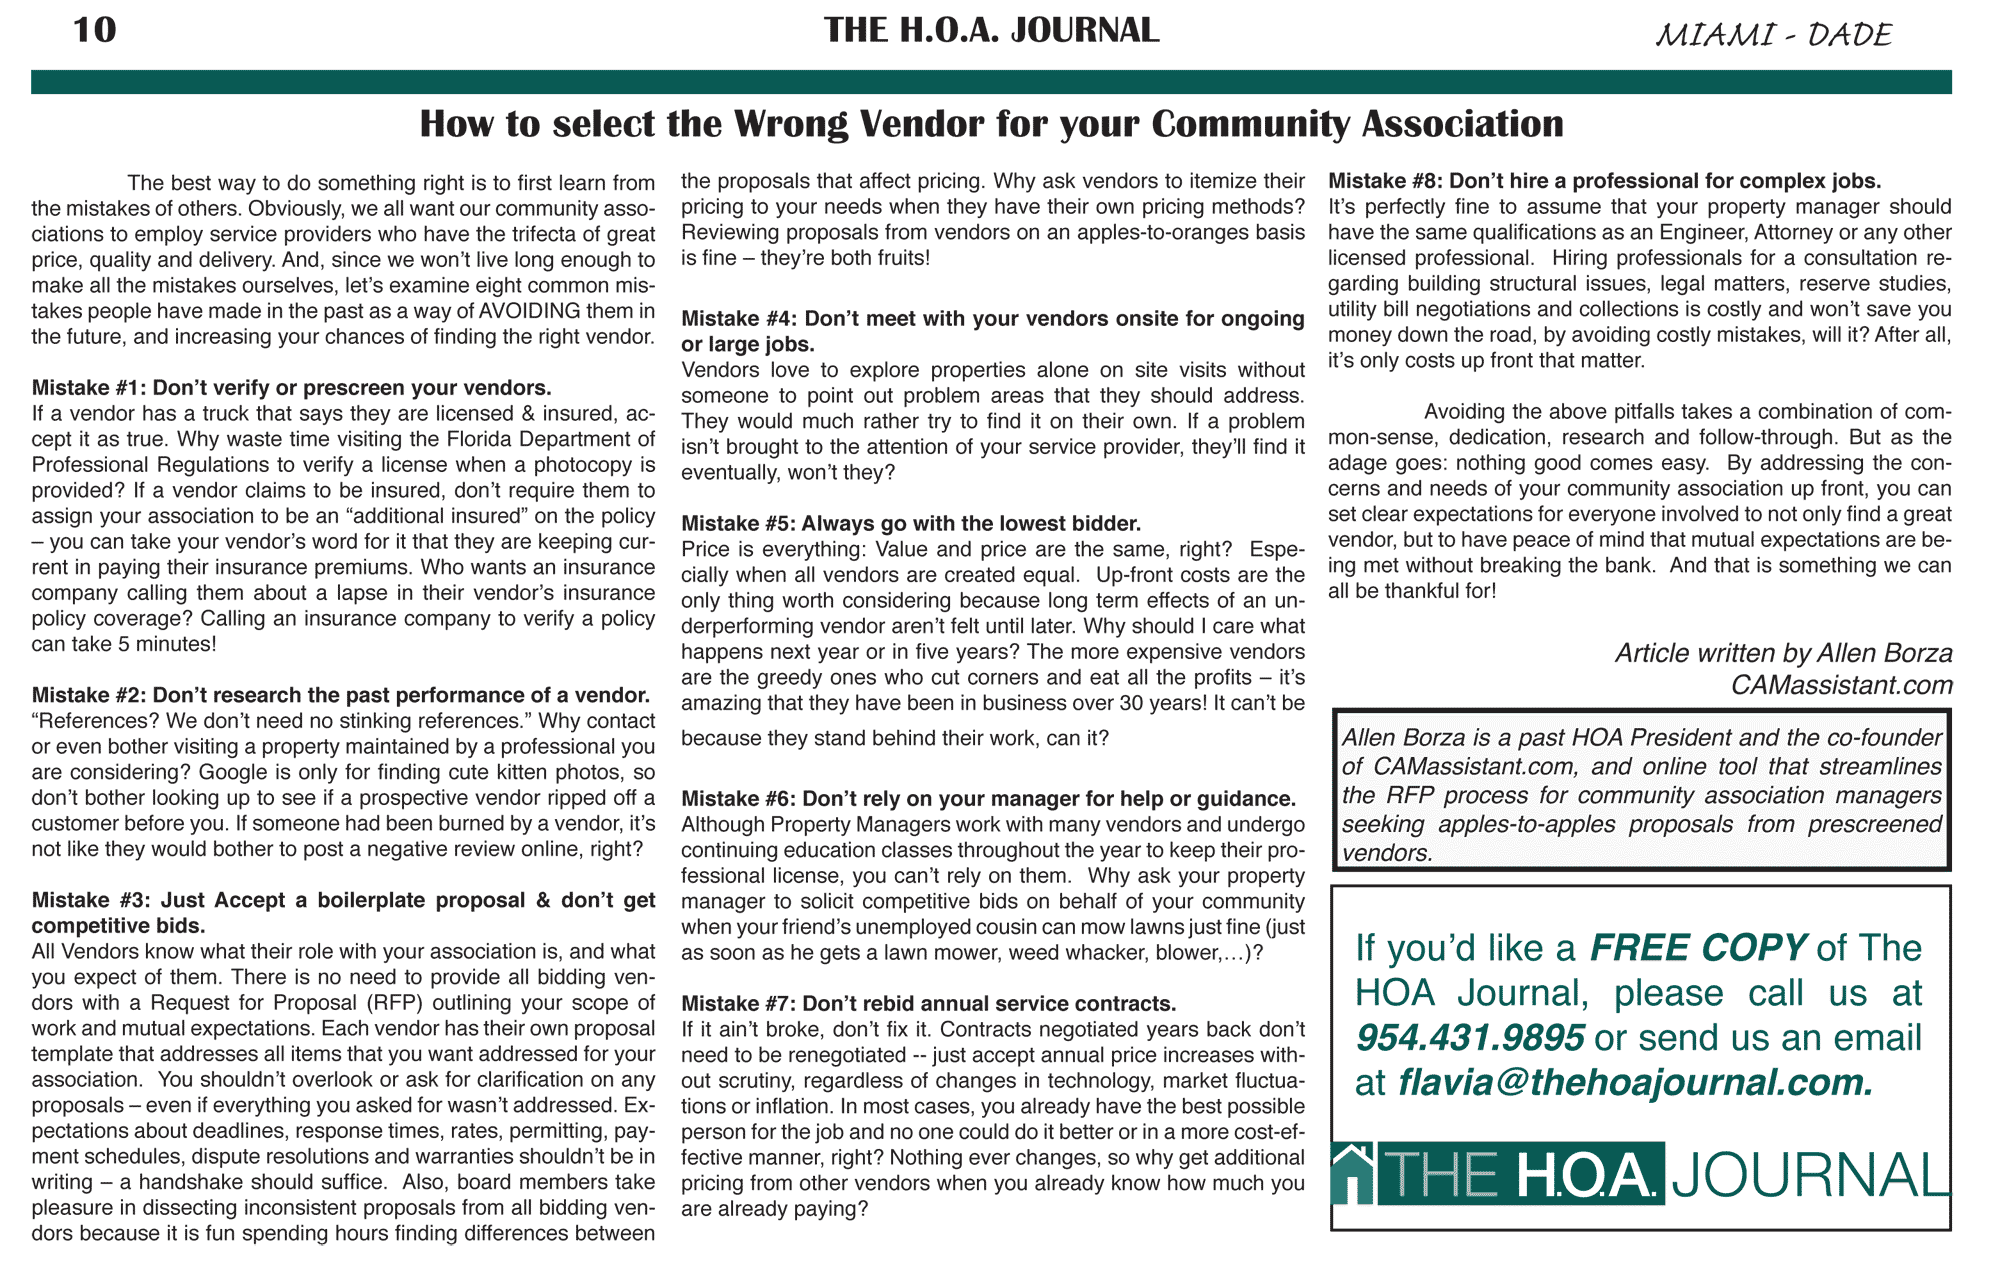 10
THE H.O.A. JOURNAL
MIAMI - DADE
How to select the Wrong Vendor for your Community Association
The best way to do something right is to first learn from
the mistakes of others. Obviously, we all want our community asso-
ciations to employ service providers who have the trifecta of great
price, quality and delivery. And, since we won't live long enough to
make all the mistakes ourselves, let's examine eight common mis-
takes people have made in the past as a way of AVOIDING them in
the future, and increasing your chances of finding the right vendor.
Mistake #1: Don't verify or prescreen your vendors.
If a vendor has a truck that says they are licensed & insured, ac-
cept it as true. Why waste time visiting the Florida Department of
Professional Regulations to verify a license when a photocopy is
provided? If a vendor claims to be insured, don't require them to
assign your association to be an “additional insured” on the policy
– you can take your vendor's word for it that they are keeping cur-
rent in paying their insurance premiums. Who wants an insurance
company calling them about a lapse in their vendor's insurance
policy coverage? Calling an insurance company to verify a policy
can take 5 minutes!
Mistake #2: Don't research the past performance of a vendor.
“References? We don't need no stinking references.” Why contact
or even bother visiting a property maintained by a professional you
are considering? Google is only for finding cute kitten photos, so
don't bother looking up to see if a prospective vendor ripped off a
customer before you. If someone had been burned by a vendor, it's
not like they would bother to post a negative review online, right?
Mistake #3: Just Accept a boilerplate proposal & don't get
competitive bids.
All Vendors know what their role with your association is, and what
you expect of them. There is no need to provide all bidding ven-
dors with a Request for Proposal (RFP) outlining your scope of
work and mutual expectations. Each vendor has their own proposal
template that addresses all items that you want addressed for your
association.  You shouldn't overlook or ask for clarification on any
proposals – even if everything you asked for wasn't addressed. Ex-
pectations about deadlines, response times, rates, permitting, pay-
ment schedules, dispute resolutions and warranties shouldn't be in
writing – a handshake should suffice.  Also, board members take
pleasure in dissecting inconsistent proposals from all bidding ven-
dors because it is fun spending hours finding differences between
the proposals that affect pricing. Why ask vendors to itemize their
pricing to your needs when they have their own pricing methods?
Reviewing proposals from vendors on an apples-to-oranges basis
is fine – they're both fruits!
Mistake #4: Don't meet with your vendors onsite for ongoing
or large jobs.
Vendors love to explore properties alone on site visits without
someone to point out problem areas that they should address.
They would much rather try to find it on their own. If a problem
isn't brought to the attention of your service provider, they'll find it
eventually, won't they?
Mistake #5: Always go with the lowest bidder.
Price is everything: Value and price are the same, right?  Espe-
cially when all vendors are created equal.  Up-front costs are the
only thing worth considering because long term effects of an un-
derperforming vendor aren't felt until later. Why should I care what
happens next year or in five years? The more expensive vendors
are the greedy ones who cut corners and eat all the profits – it's
amazing that they have been in business over 30 years! It can't be
because they stand behind their work, can it?
Mistake #6: Don't rely on your manager for help or guidance.
Although Property Managers work with many vendors and undergo
continuing education classes throughout the year to keep their pro-
fessional license, you can't rely on them.  Why ask your property
manager to solicit competitive bids on behalf of your community
when your friend's unemployed cousin can mow lawns just fine (just
as soon as he gets a lawn mower, weed whacker, blower,…)?
Mistake #7: Don't rebid annual service contracts.
If it ain't broke, don't fix it. Contracts negotiated years back don't
need to be renegotiated -- just accept annual price increases with-
out scrutiny, regardless of changes in technology, market fluctua-
tions or inflation. In most cases, you already have the best possible
person for the job and no one could do it better or in a more cost-ef-
fective manner, right? Nothing ever changes, so why get additional
pricing from other vendors when you already know how much you
are already paying?
Mistake #8: Don't hire a professional for complex jobs.
It's perfectly fine to assume that your property manager should
have the same qualifications as an Engineer, Attorney or any other
licensed professional.  Hiring professionals for a consultation re-
garding building structural issues, legal matters, reserve studies,
utility bill negotiations and collections is costly and won't save you
money down the road, by avoiding costly mistakes, will it? After all,
it's only costs up front that matter.
Avoiding the above pitfalls takes a combination of com-
mon-sense, dedication, research and follow-through. But as the
adage goes: nothing good comes easy.  By addressing the con-
cerns and needs of your community association up front, you can
set clear expectations for everyone involved to not only find a great
vendor, but to have peace of mind that mutual expectations are be-
ing met without breaking the bank.  And that is something we can
all be thankful for!
Article written by Allen Borza
CAMassistant.com
Allen Borza is a past HOA President and the co-founder
of CAMassistant.com, and online tool that streamlines
the RFP process for community association managers
seeking apples-to-apples proposals from prescreened
vendors.
If you'd like a FREE COPY of The
HOA Journal, please call us at
954.431.9895 or send us an email
at flavia@thehoajournal.com.
THE H.O.A. JOURNAL